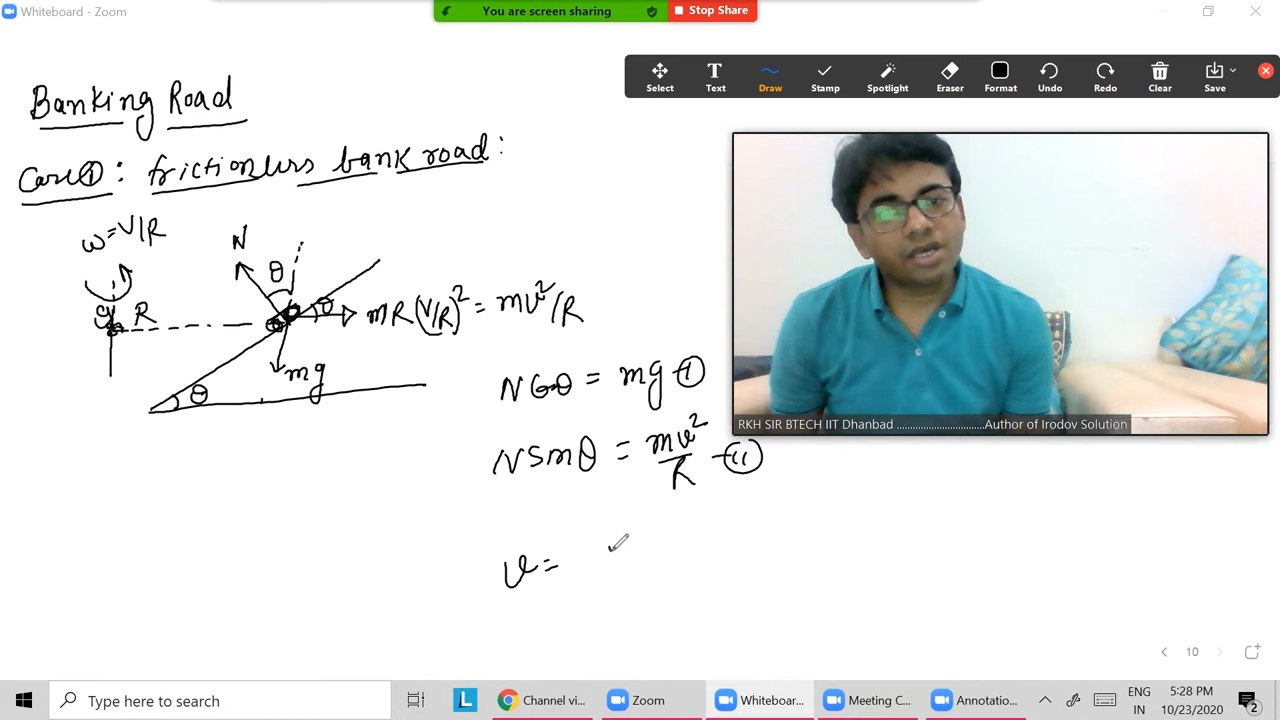 Whiteboard - Zoom
You are screen sharing
Stop Share
Select
Text
Draw
Stamp
Spotlight
Eraser
Format
Undo
Redo
Clear
Save
Banking Road
Case ①: frictionless bank road:
ω=V/R
N
θ
R
θ
mR(V/R)²= mv²/R
mg
θ
N Cosθ = mg ①
N Sinθ = mv²/R - ⑪
v=
RKH SIR BTECH IIT Dhanbad ................................Author of Irodov Solution
10
Type here to search
L
Channel vi...
Zoom
Whiteboar...
Meeting C...
Annotatio...
ENG
IN
5:28 PM
10/23/2020
2